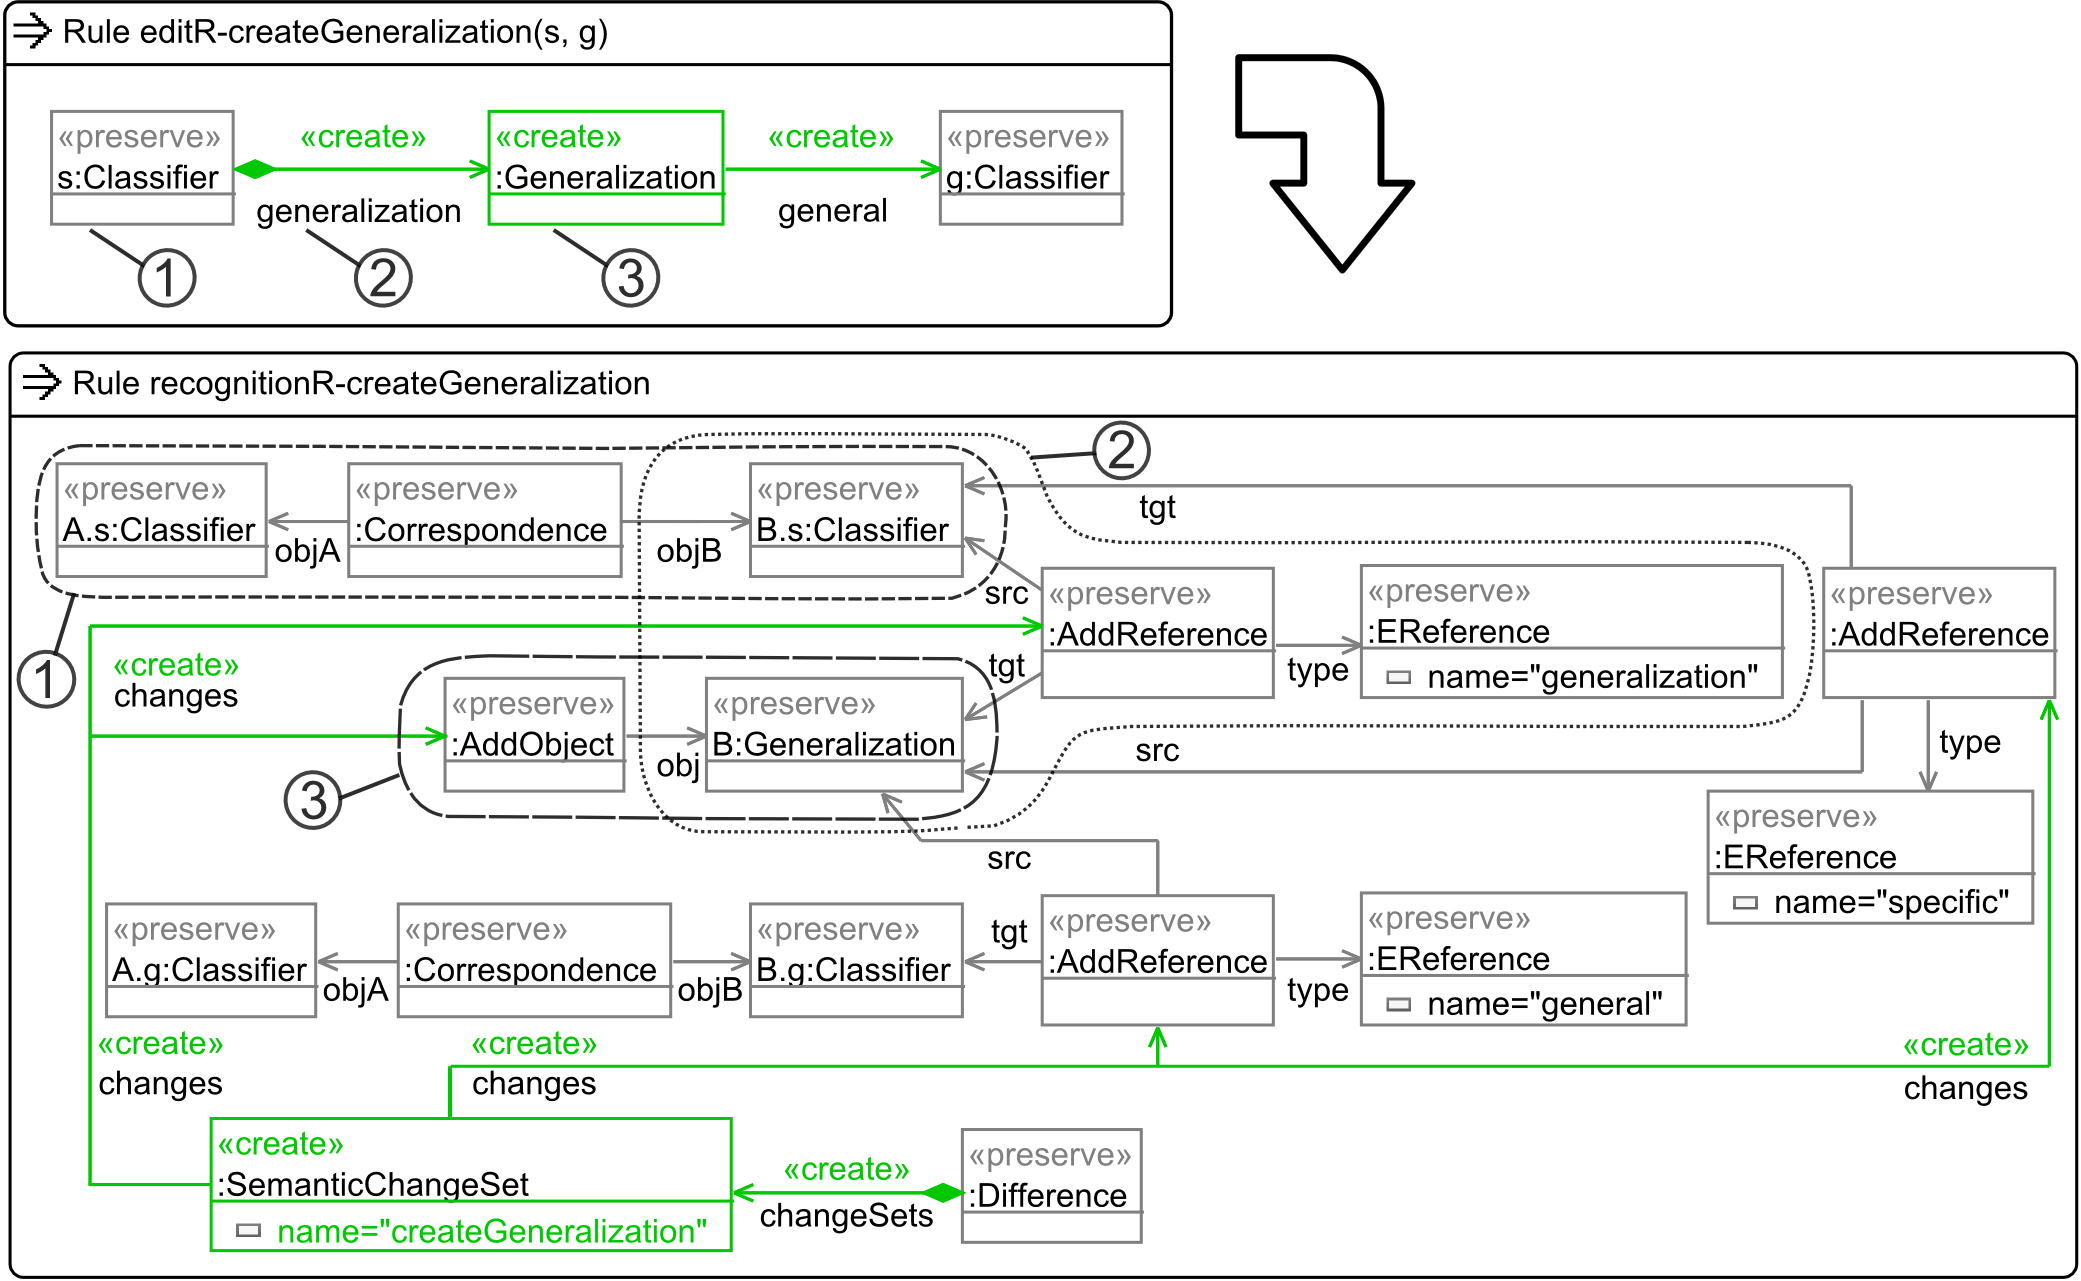 Rule editR-createGeneralization(s, g)
«preserve»
s:Classifier
«create»
generalization
«create»
:Generalization
«create»
general
«preserve»
g:Classifier
1
2
3
Rule recognitionR-createGeneralization
2
«preserve»
A.s:Classifier
objA
«preserve»
:Correspondence
objB
«preserve»
B.s:Classifier
tgt
src
«preserve»
:AddReference
type
«preserve»
:EReference
name="generalization"
«preserve»
:AddReference
1
«create»
changes
tgt
«preserve»
:AddObject
obj
«preserve»
B:Generalization
src
type
3
«preserve»
:EReference
name="specific"
src
«preserve»
A.g:Classifier
objA
«preserve»
:Correspondence
objB
«preserve»
B.g:Classifier
tgt
«preserve»
:AddReference
type
«preserve»
:EReference
name="general"
«create»
changes
«create»
changes
«create»
changes
«create»
:SemanticChangeSet
name="createGeneralization"
«create»
changeSets
«preserve»
:Difference